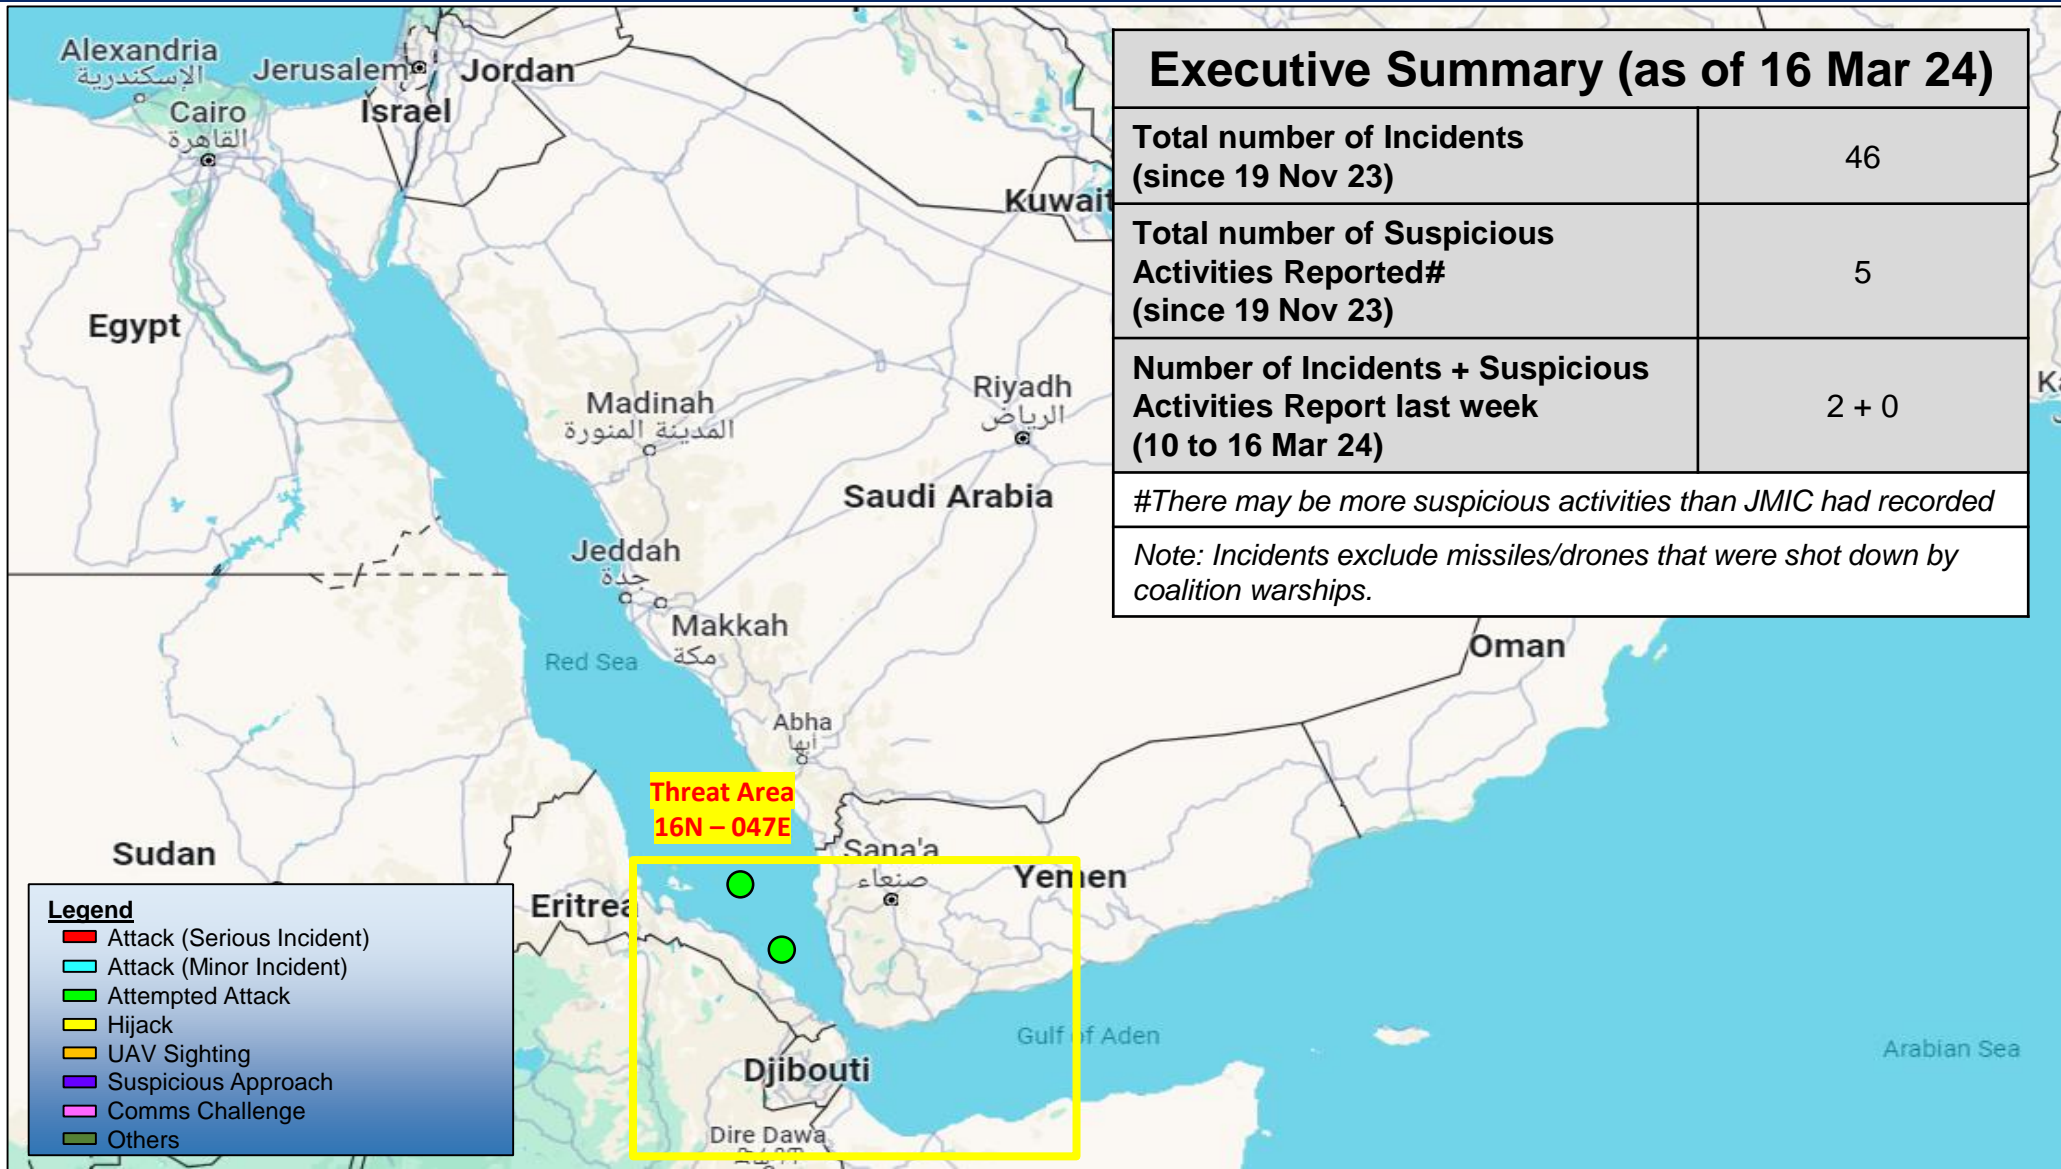 Executive Summary (as of 16 Mar 24)
Total number of Incidents
(since 19 Nov 23)
46
Total number of Suspicious
Activities Reported#
(since 19 Nov 23)
5
Number of Incidents + Suspicious
Activities Report last week
(10 to 16 Mar 24)
2 + 0
#There may be more suspicious activities than JMIC had recorded
Note: Incidents exclude missiles/drones that were shot down by
coalition warships.
Alexandria
الإسكندرية
Jerusalem
Jordan
Cairo
القاهرة
Israel
Kuwait
Egypt
Madinah
المدينة المنورة
Riyadh
الرياض
Saudi Arabia
Jeddah
جدة
Makkah
مكة
Red Sea
Oman
Abha
أبها
Threat Area
16N – 047E
Sudan
Sana'a
صنعاء
Yemen
Eritrea
Gulf of Aden
Arabian Sea
Djibouti
Dire Dawa
Legend
Attack (Serious Incident)
Attack (Minor Incident)
Attempted Attack
Hijack
UAV Sighting
Suspicious Approach
Comms Challenge
Others